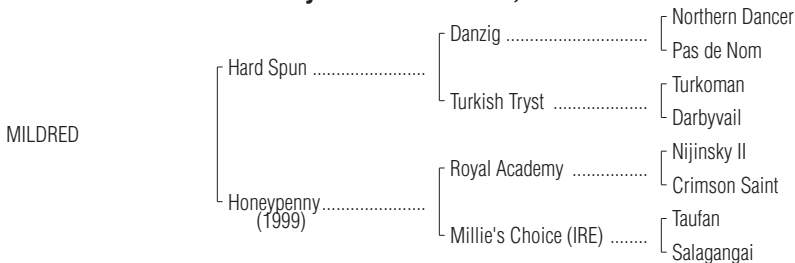 Northern Dancer
Danzig ................................
Pas de Nom
Hard Spun .........................
Turkoman
Turkish Tryst .....................
Darbyvail
MILDRED
Nijinsky II
Royal Academy .................
Crimson Saint
Honeypenny.......................
(1999)
Taufan
Millie's Choice (IRE) ........
Salagangai